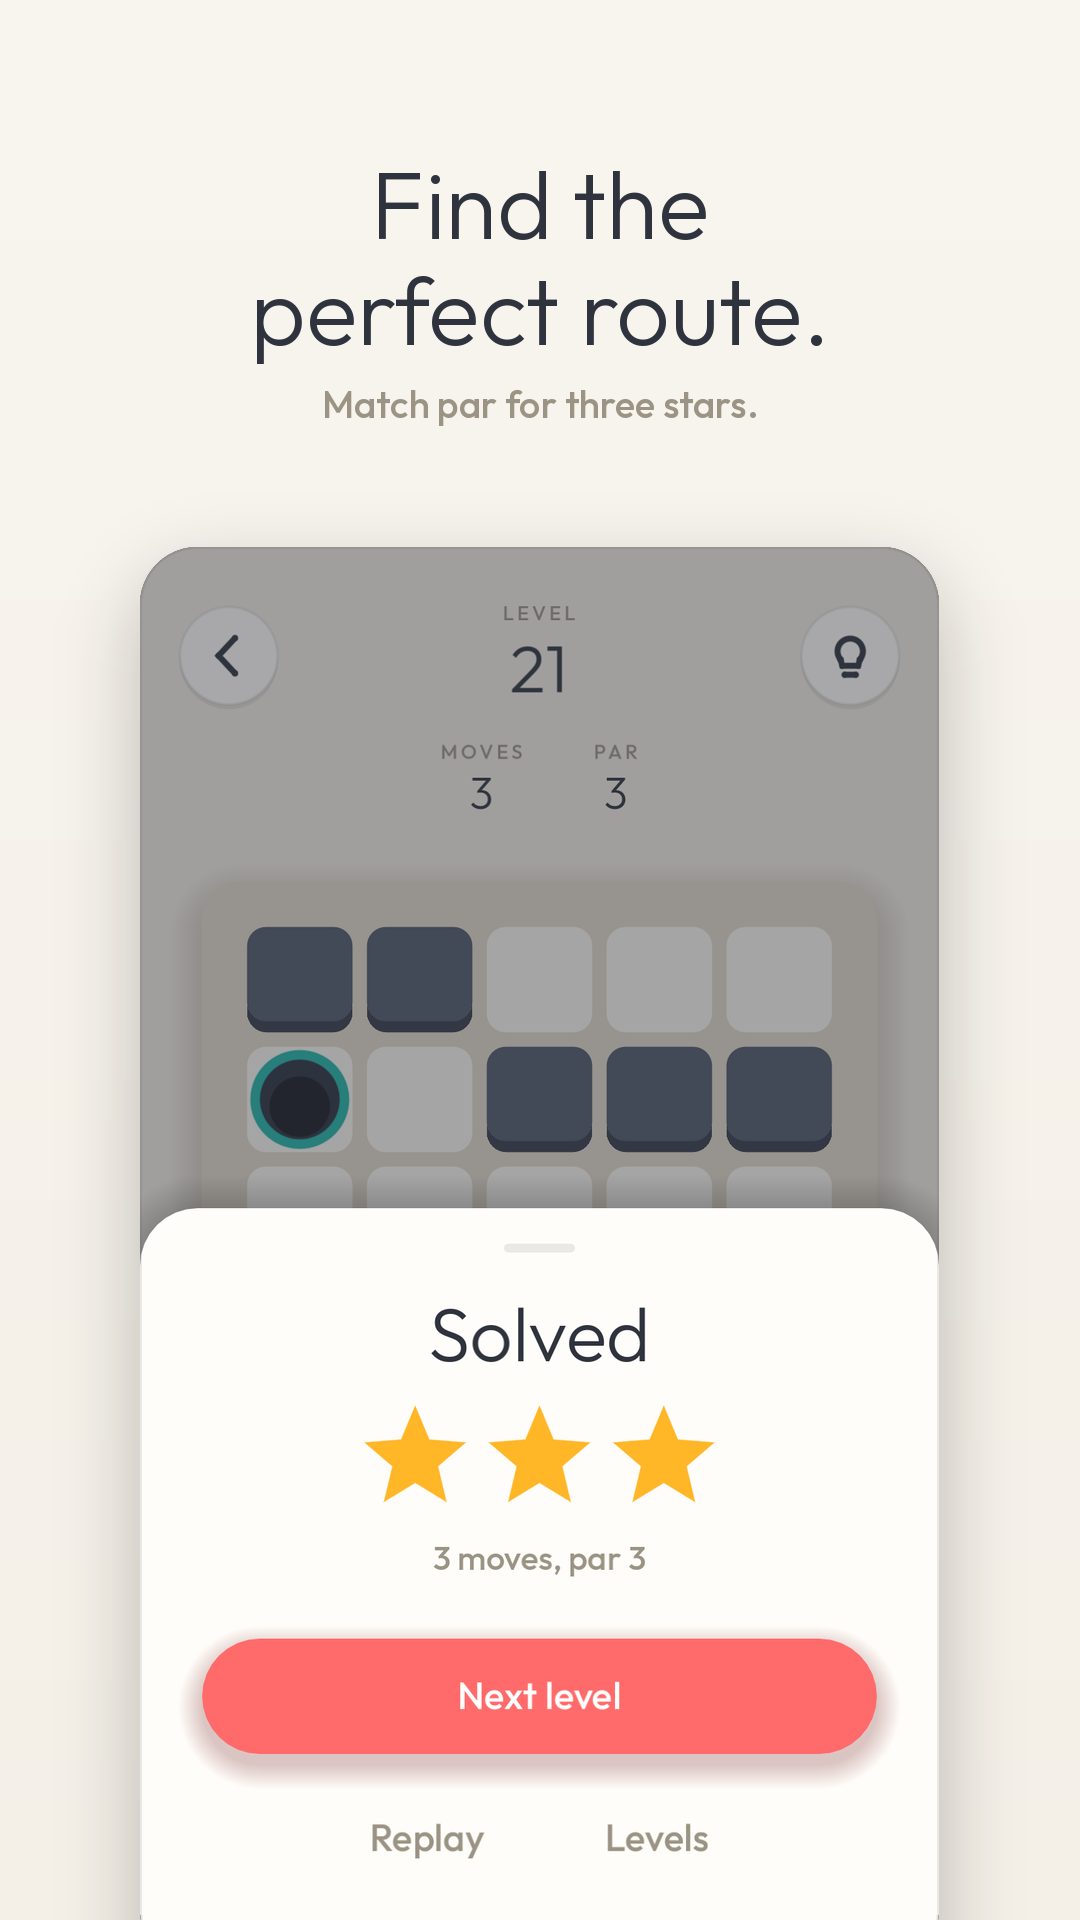 Find the
perfect route.
Match par for three stars.
LEVEL
21
MOVES PAR
3 3
Solved
3 moves, par 3
Next level
Replay Levels